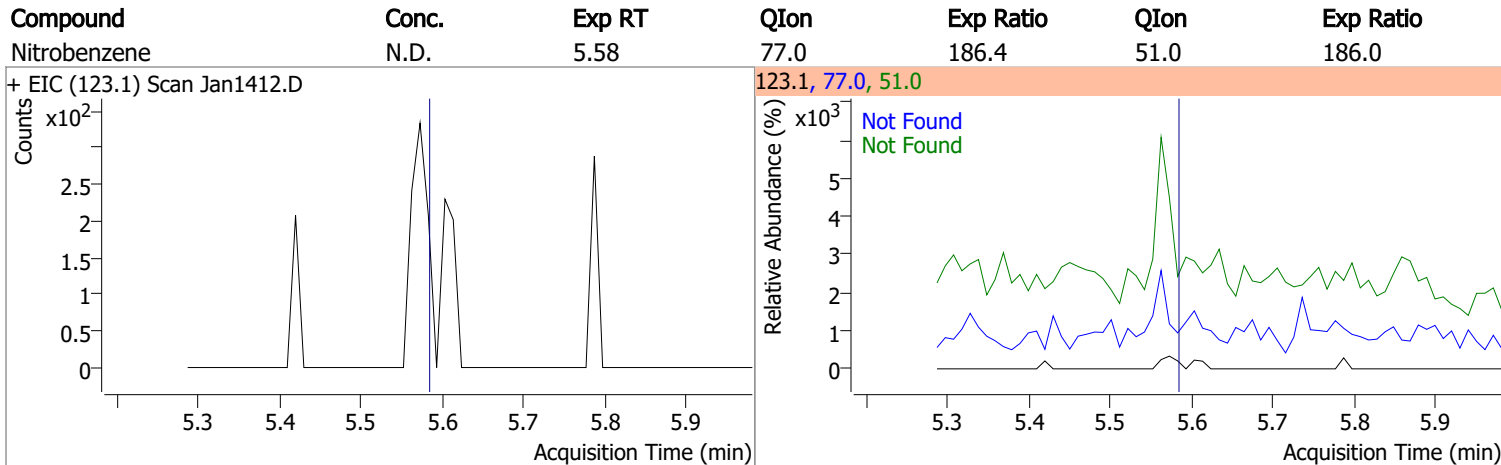 Compound Conc. Exp RT QIon Exp Ratio QIon Exp Ratio
Nitrobenzene N.D. 5.58 77.0 186.4 51.0 186.0
+ EIC (123.1) Scan Jan1412.D
Counts
x10²
2.5
2
1.5
1
0.5
0
5.3 5.4 5.5 5.6 5.7 5.8 5.9
Acquisition Time (min)
123.1, 77.0, 51.0
Relative Abundance (%)
x10³
Not Found
Not Found
5
4
3
2
1
0
5.3 5.4 5.5 5.6 5.7 5.8 5.9
Acquisition Time (min)